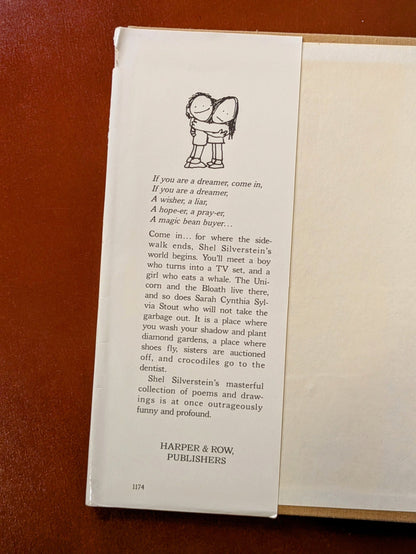 If you are a dreamer, come in,
If you are a dreamer,
A wisher, a liar,
A hope-er, a pray-er,
A magic bean buyer...
Come in... for where the side-
walk ends, Shel Silverstein's
world begins. You'll meet a boy
who turns into a TV set, and a
girl who eats a whale. The Uni-
corn and the Bloath live there,
and so does Sarah Cynthia Syl-
via Stout who will not take the
garbage out. It is a place where
you wash your shadow and plant
diamond gardens, a place where
shoes fly, sisters are auctioned
off, and crocodiles go to the
dentist.
Shel Silverstein's masterful
collection of poems and draw-
ings is at once outrageously
funny and profound.
HARPER & ROW,
PUBLISHERS
1174